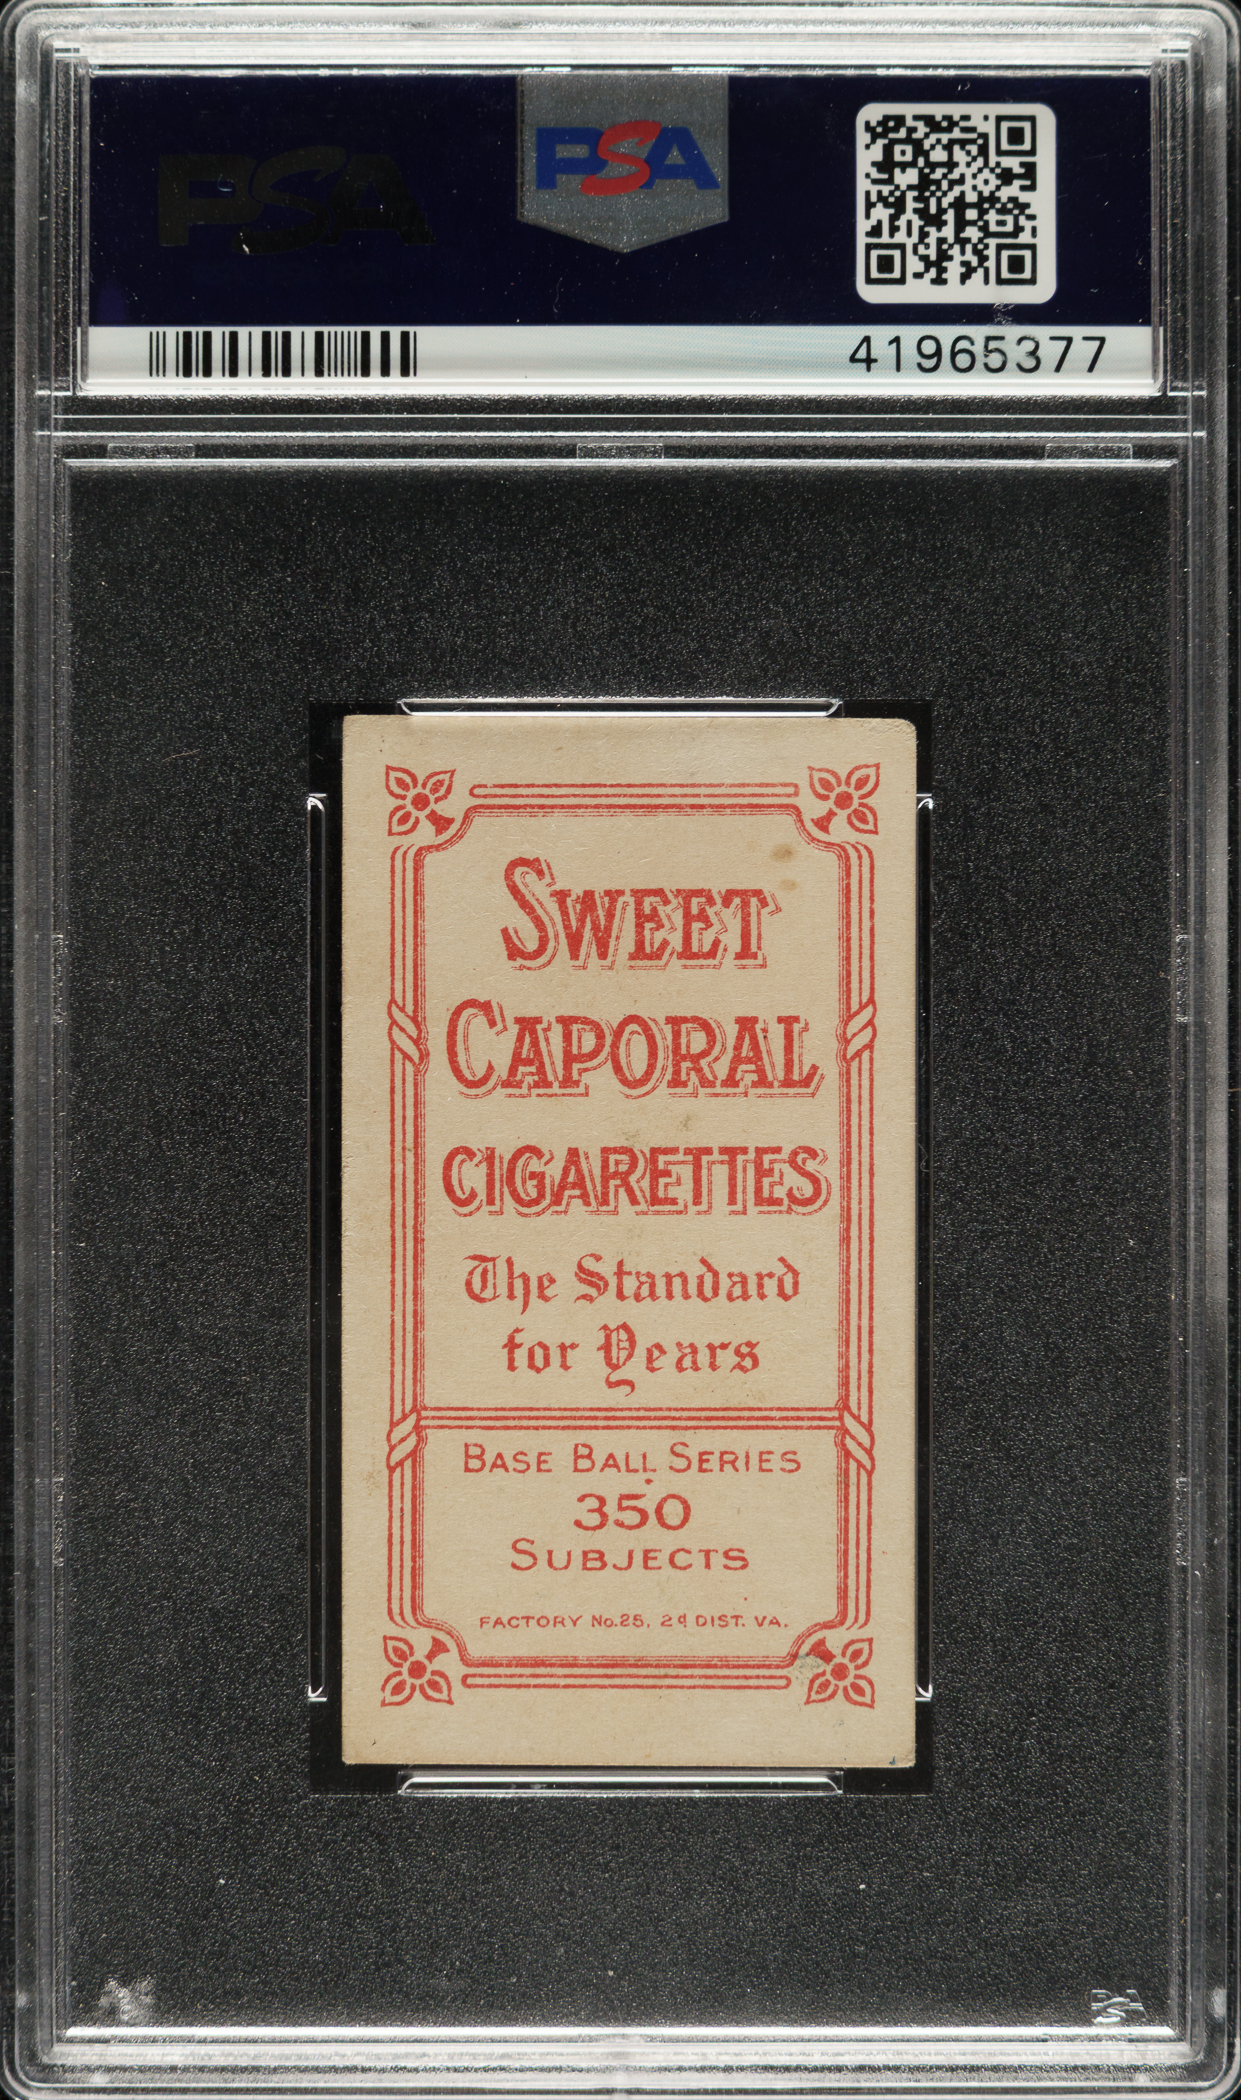 PSA
PSA
41965377
SWEET
CAPORAL
CIGARETTES
The Standard
for Years
BASE BALL SERIES
350
SUBJECTS
FACTORY No.25, 2d DIST. VA.
PSA